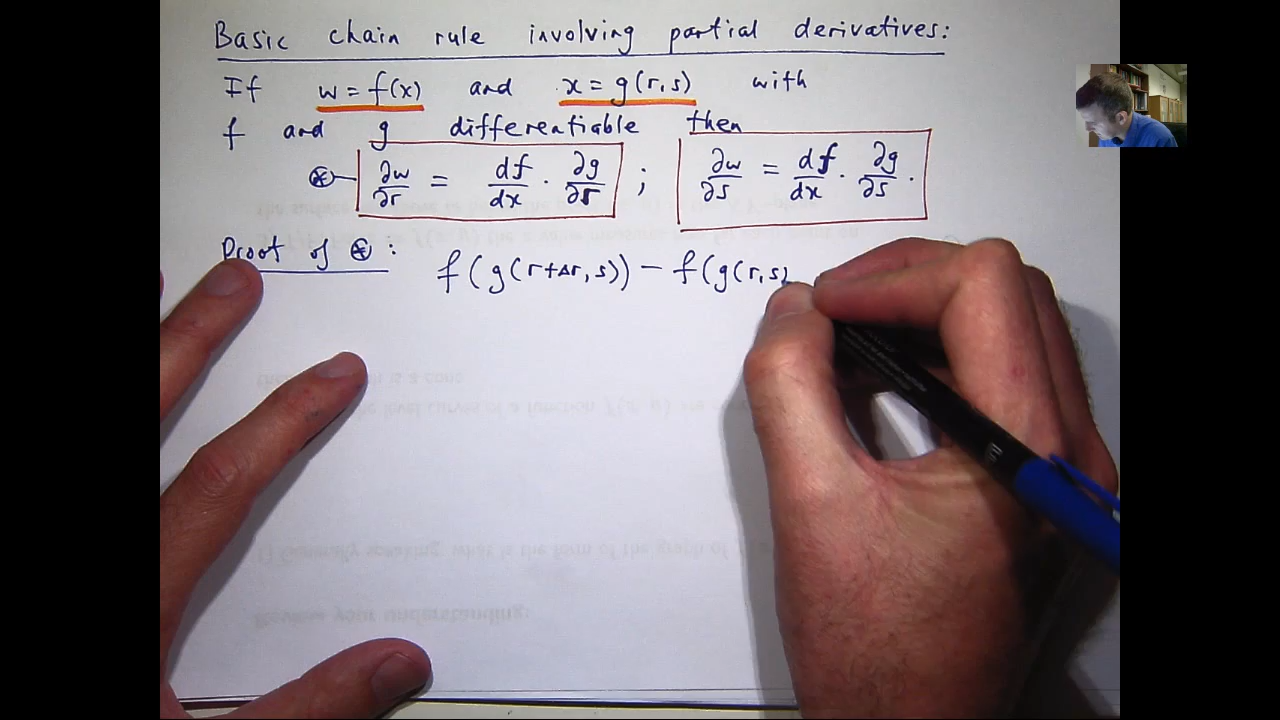 Basic chain rule involving partial derivatives:
If w = f(x) and x = g(r,s) with
f and g differentiable then
⊛ ∂w/∂r = df/dx · ∂g/∂r ; ∂w/∂s = df/dx · ∂g/∂s .
Proof of ⊛ : f(g(r+Δr, s)) − f(g(r,s)